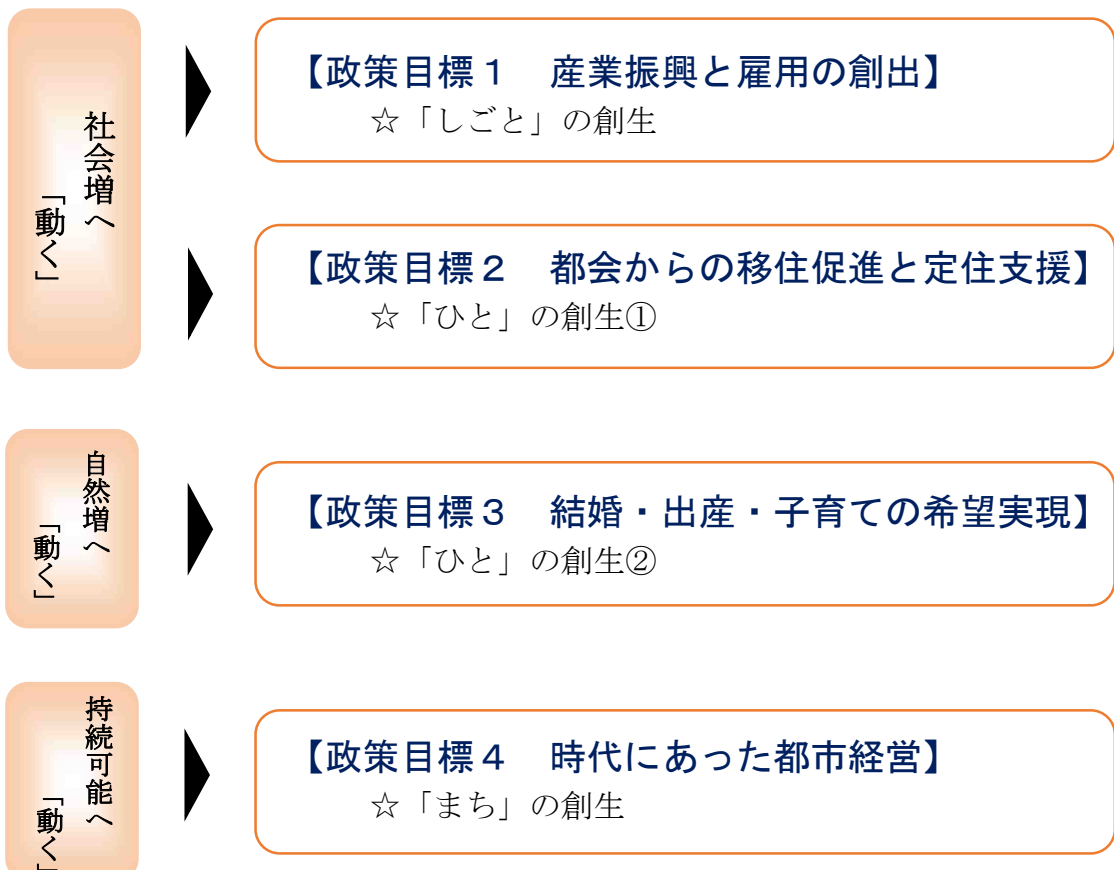 社会増へ
「動く」
【政策目標１　産業振興と雇用の創出】
☆「しごと」の創生
【政策目標２　都会からの移住促進と定住支援】
☆「ひと」の創生①
自然増へ
「動く」
【政策目標３　結婚・出産・子育ての希望実現】
☆「ひと」の創生②
持続可能へ
「動く」
【政策目標４　時代にあった都市経営】
☆「まち」の創生